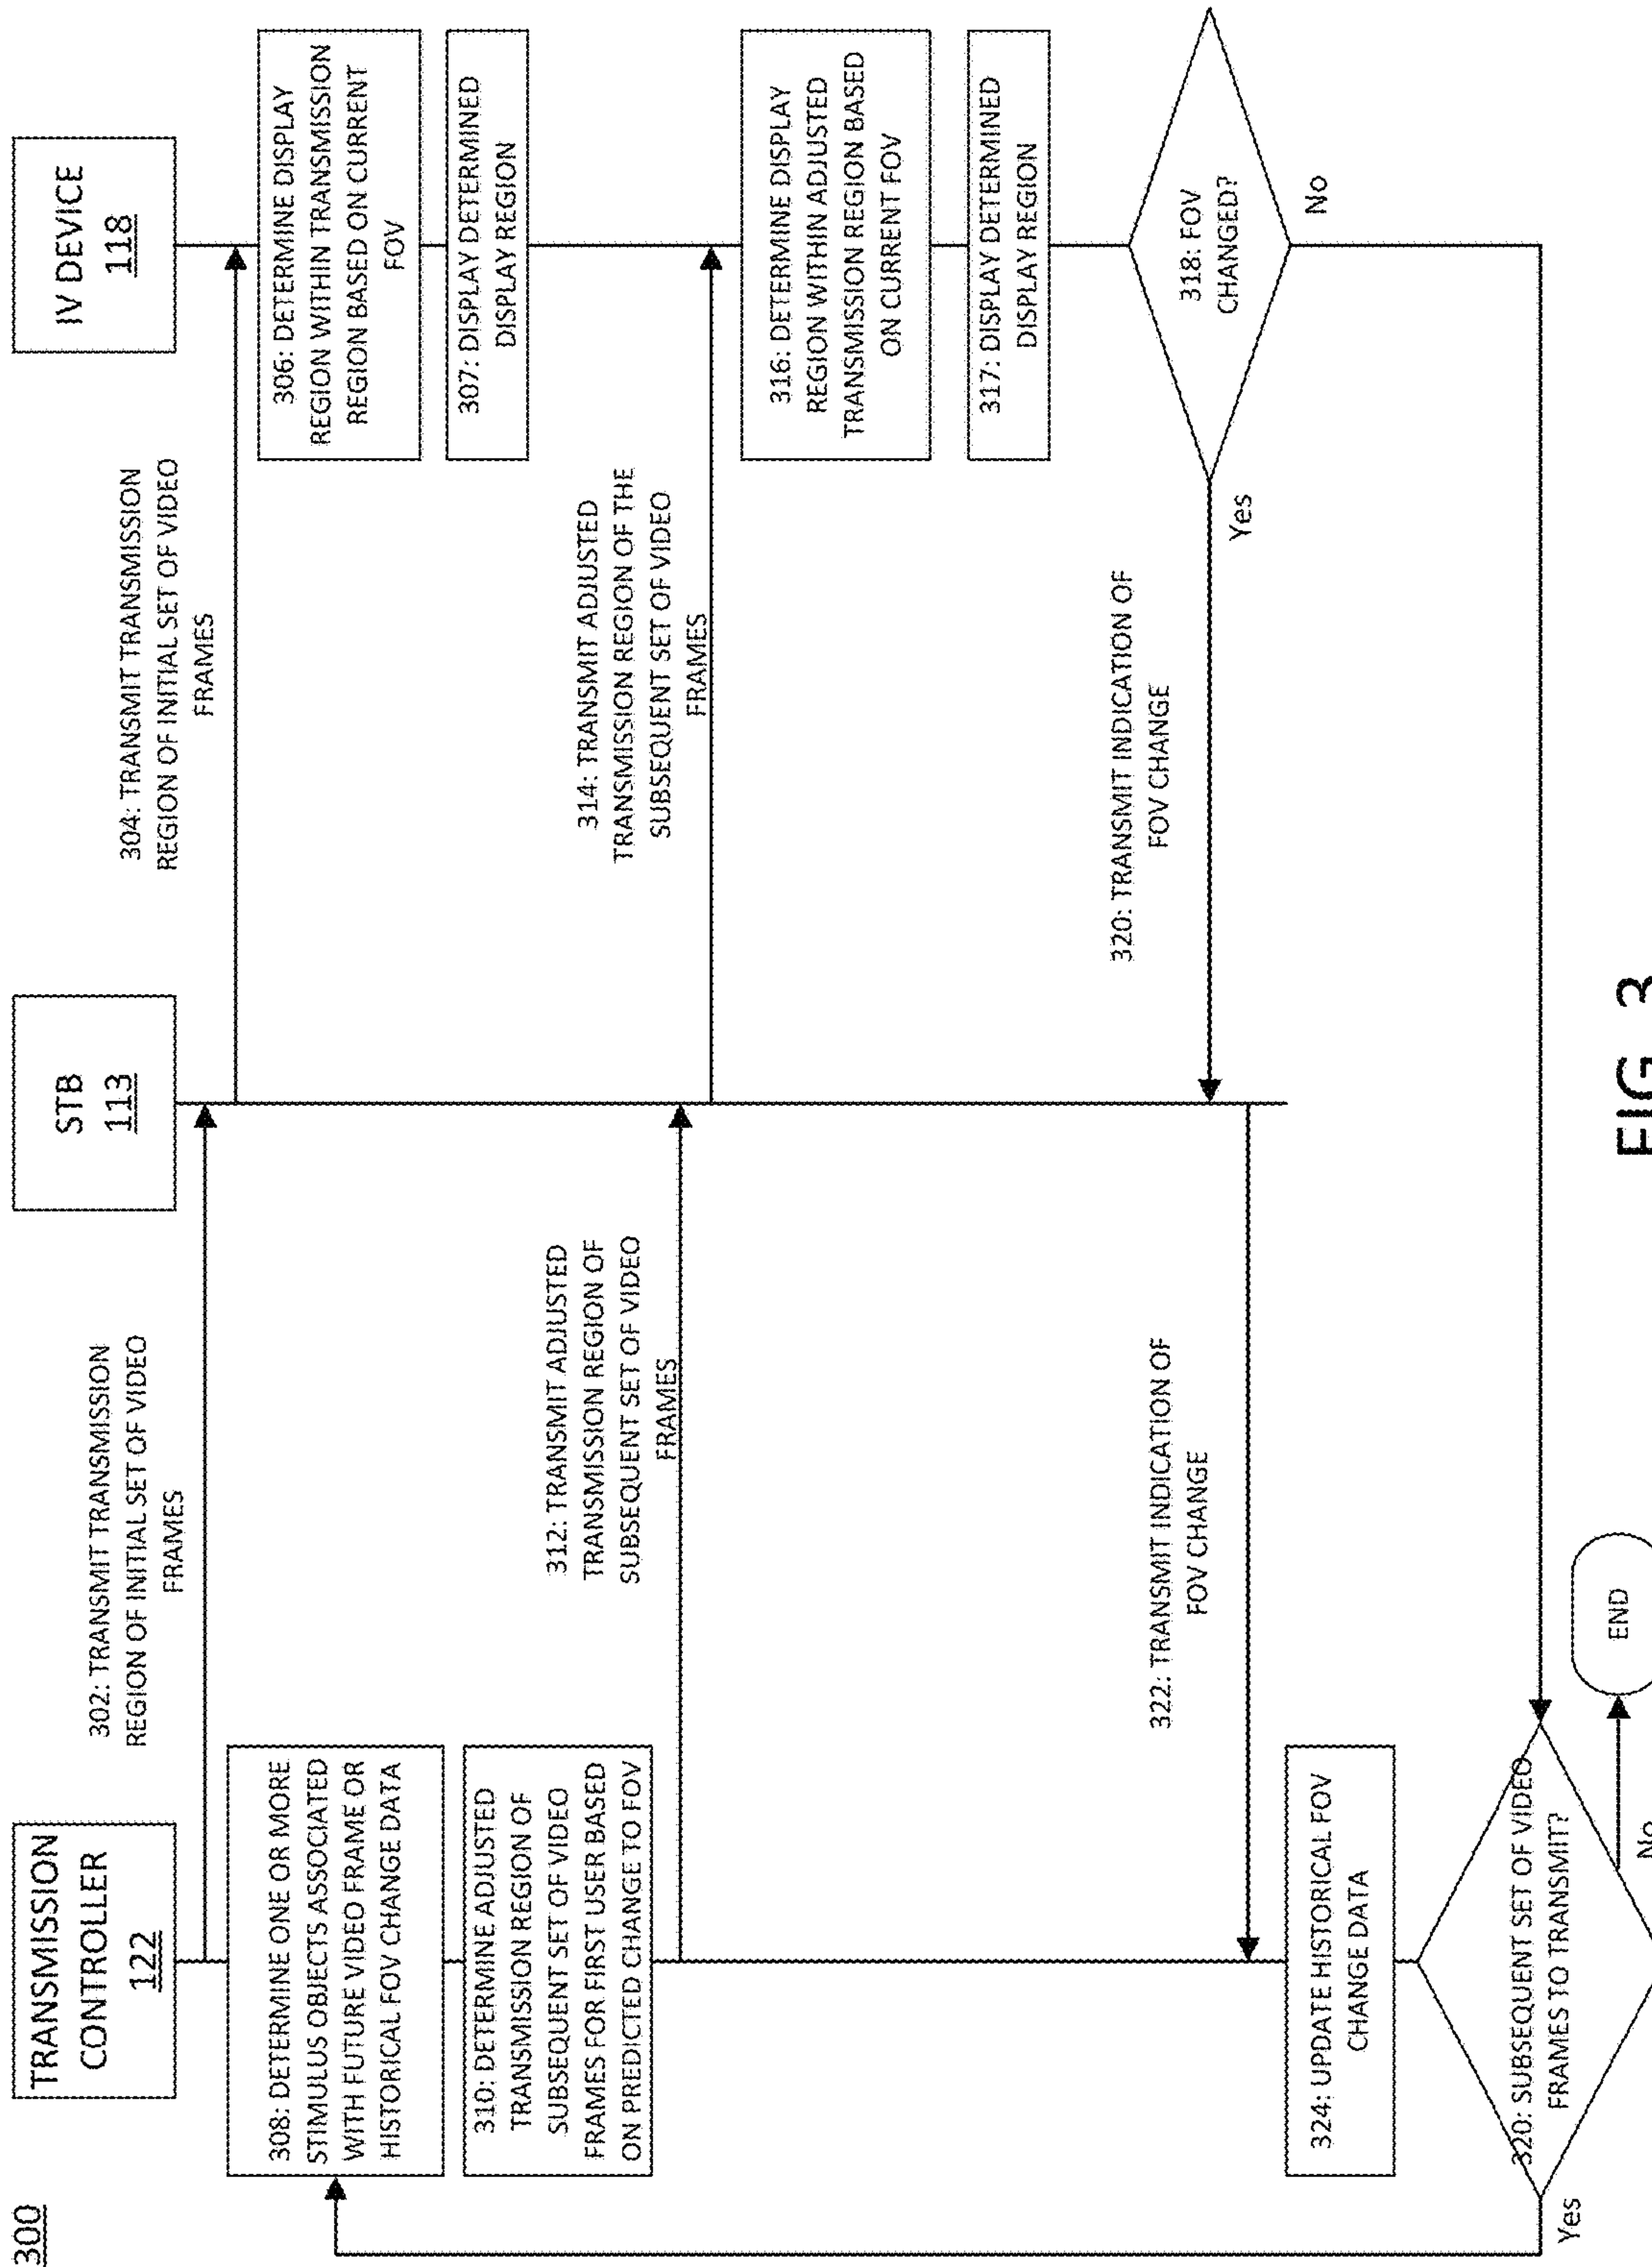 300
TRANSMISSION
CONTROLLER
122
STB
113
IV DEVICE
118
302: TRANSMIT TRANSMISSION
REGION OF INITIAL SET OF VIDEO
FRAMES
304: TRANSMIT TRANSMISSION
REGION OF INITIAL SET OF VIDEO
FRAMES
306: DETERMINE DISPLAY
REGION WITHIN TRANSMISSION
REGION BASED ON CURRENT
FOV
307: DISPLAY DETERMINED
DISPLAY REGION
308: DETERMINE ONE OR MORE
STIMULUS OBJECTS ASSOCIATED
WITH FUTURE VIDEO FRAME OR
HISTORICAL FOV CHANGE DATA
310: DETERMINE ADJUSTED
TRANSMISSION REGION OF
SUBSEQUENT SET OF VIDEO
FRAMES FOR FIRST USER BASED
ON PREDICTED CHANGE TO FOV
312: TRANSMIT ADJUSTED
TRANSMISSION REGION OF
SUBSEQUENT SET OF VIDEO
FRAMES
314: TRANSMIT ADJUSTED
TRANSMISSION REGION OF THE
SUBSEQUENT SET OF VIDEO
FRAMES
316: DETERMINE DISPLAY
REGION WITHIN ADJUSTED
TRANSMISSION REGION BASED
ON CURRENT FOV
317: DISPLAY DETERMINED
DISPLAY REGION
318: FOV
CHANGED?
Yes
No
320: TRANSMIT INDICATION OF
FOV CHANGE
322: TRANSMIT INDICATION OF
FOV CHANGE
324: UPDATE HISTORICAL FOV
CHANGE DATA
320: SUBSEQUENT SET OF VIDEO
FRAMES TO TRANSMIT?
Yes
No
END
FIG. 3